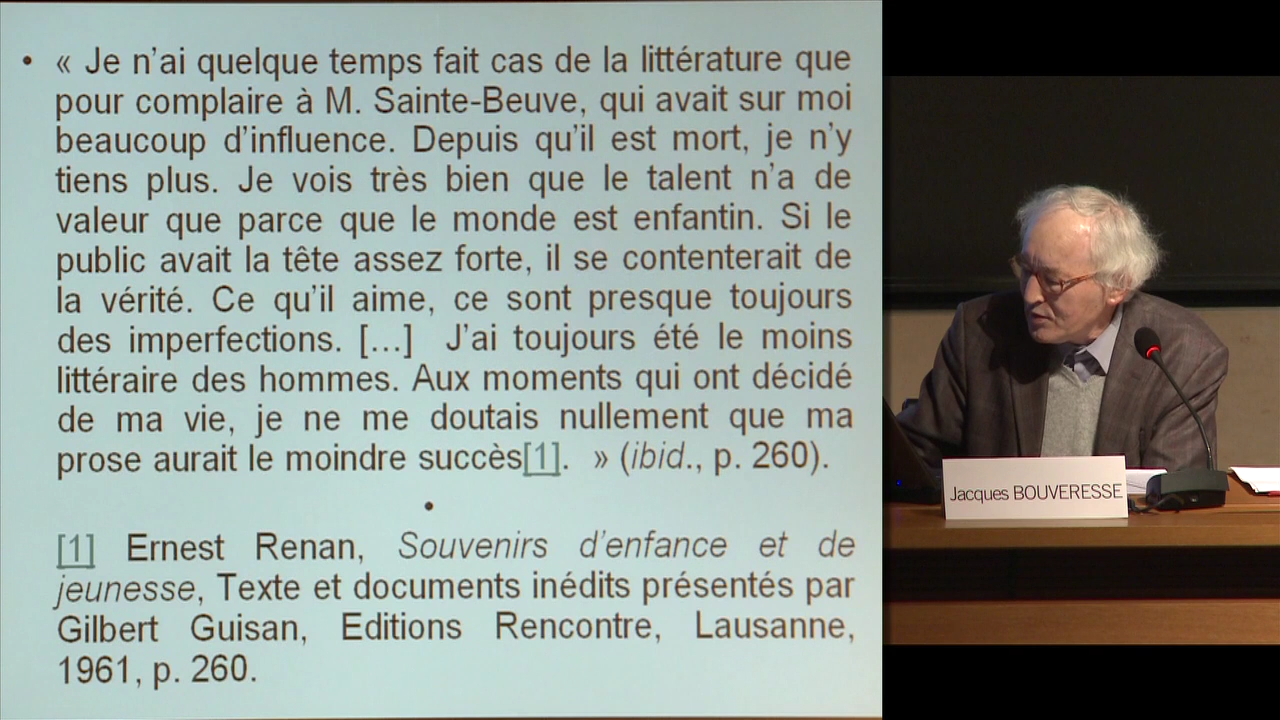 • « Je n’ai quelque temps fait cas de la littérature que
pour complaire à M. Sainte-Beuve, qui avait sur moi
beaucoup d’influence. Depuis qu’il est mort, je n’y
tiens plus. Je vois très bien que le talent n’a de
valeur que parce que le monde est enfantin. Si le
public avait la tête assez forte, il se contenterait de
la vérité. Ce qu’il aime, ce sont presque toujours
des imperfections. […] J’ai toujours été le moins
littéraire des hommes. Aux moments qui ont décidé
de ma vie, je ne me doutais nullement que ma
prose aurait le moindre succès[1]. » (ibid., p. 260).
•
[1] Ernest Renan, Souvenirs d’enfance et de
jeunesse, Texte et documents inédits présentés par
Gilbert Guisan, Editions Rencontre, Lausanne,
1961, p. 260.
Jacques BOUVERESSE